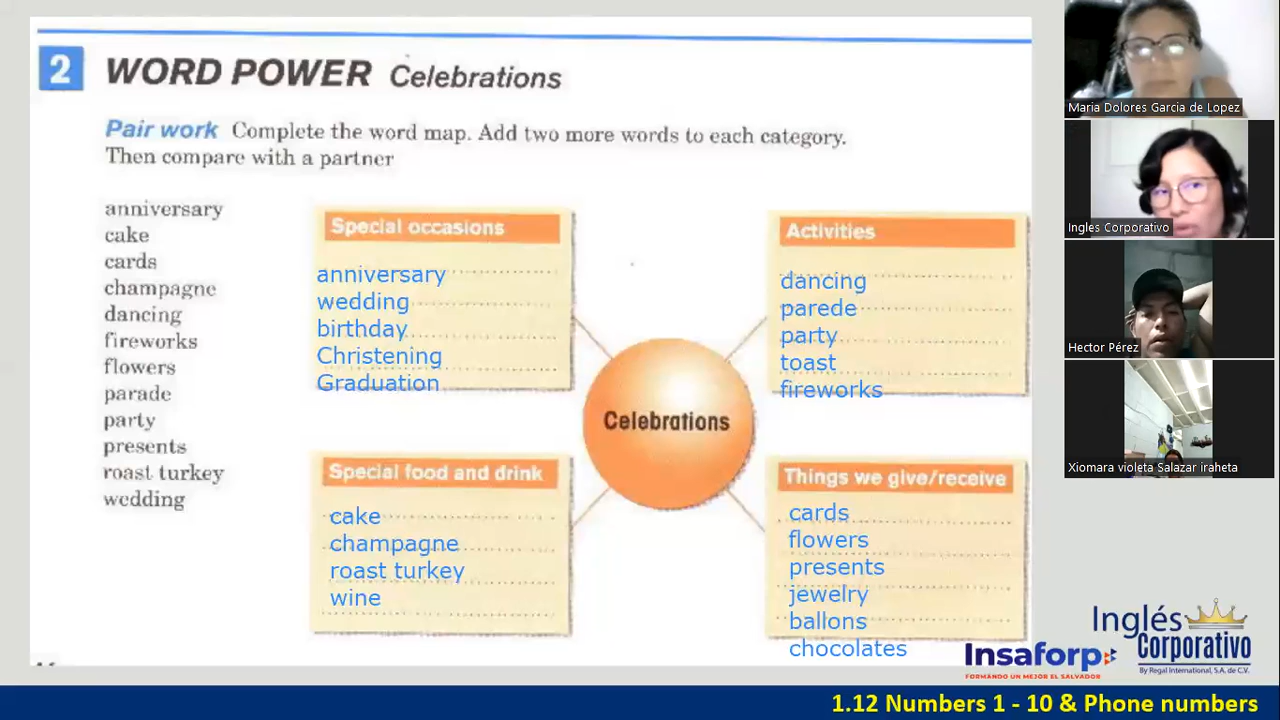 2 WORD POWER Celebrations
Pair work Complete the word map. Add two more words to each category.
Then compare with a partner
anniversary
cake
cards
champagne
dancing
fireworks
flowers
parade
party
presents
roast turkey
wedding
Special occasions
anniversary
wedding
birthday
Christening
Graduation
Activities
dancing
parede
party
toast
fireworks
Celebrations
Special food and drink
cake
champagne
roast turkey
wine
Things we give/receive
cards
flowers
presents
jewelry
ballons
chocolates
Maria Dolores Garcia de Lopez
Ingles Corporativo
Hector Pérez
Xiomara violeta Salazar iraheta
Insaforp
FORMANDO UN MEJOR EL SALVADOR
Inglés
Corporativo
By Regal International, S.A. de C.V.
1.12 Numbers 1 - 10 & Phone numbers